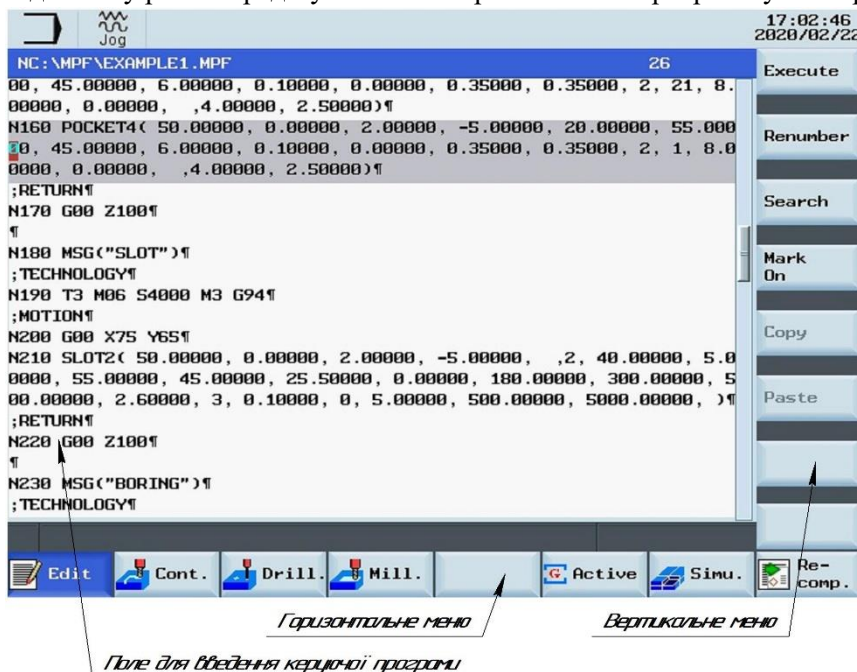 17:02:46
Jog
2020/02/22
NC:\MPF\EXAMPLE1.MPF 26
00, 45.00000, 6.00000, 0.10000, 0.00000, 0.35000, 0.35000, 2, 21, 8.
00000, 0.00000, ,4.00000, 2.50000)¶
N160 POCKET4( 50.00000, 0.00000, 2.00000, -5.00000, 20.00000, 55.000
00, 45.00000, 6.00000, 0.10000, 0.00000, 0.35000, 0.35000, 2, 1, 8.0
0000, 0.00000, ,4.00000, 2.50000)¶
;RETURN¶
N170 G00 Z100¶
¶
N180 MSG("SLOT")¶
;TECHNOLOGY¶
N190 T3 M06 S4000 M3 G94¶
;MOTION¶
N200 G00 X75 Y65¶
N210 SLOT2( 50.00000, 0.00000, 2.00000, -5.00000, ,2, 40.00000, 5.0
0000, 55.00000, 45.00000, 25.50000, 0.00000, 180.00000, 300.00000, 5
00.00000, 2.60000, 3, 0.10000, 0, 5.00000, 500.00000, 5000.00000, )¶
;RETURN¶
N220 G00 Z100¶
¶
N230 MSG("BORING")¶
;TECHNOLOGY¶
Execute
Renumber
Search
Mark
On
Copy
Paste
Edit Cont. Drill. Mill. Active Simu. Re-
comp.
Горизонтальне меню Вертикальне меню
Поле для введення керуючої програми